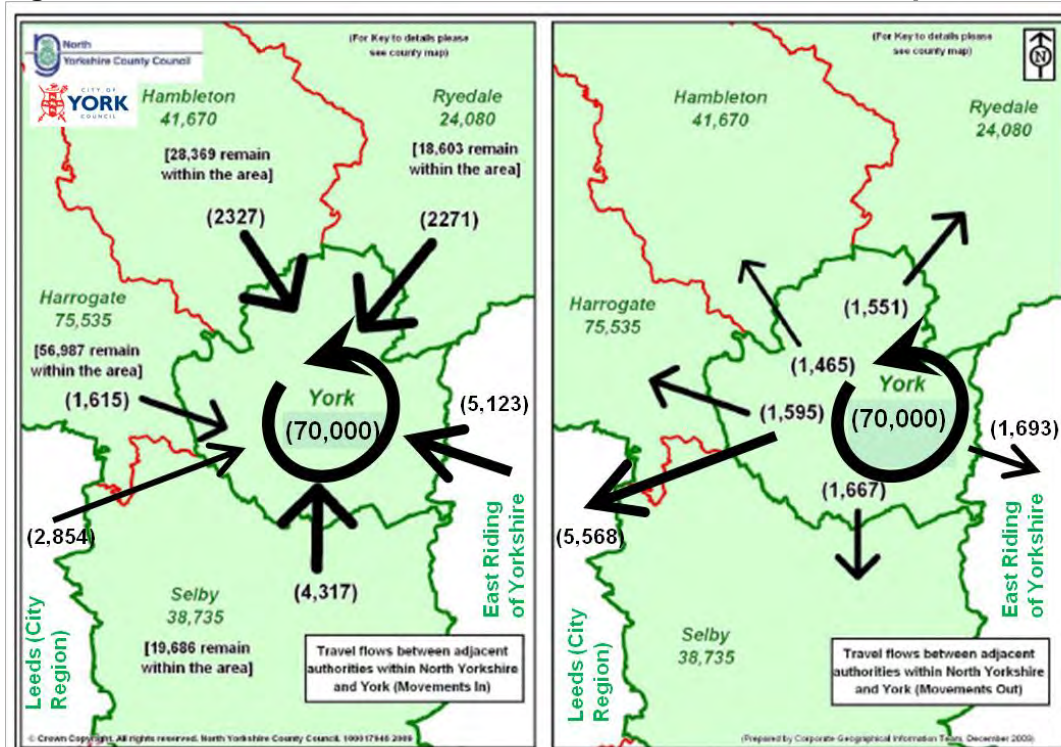 North
Yorkshire County Council
CITY OF
YORK
COUNCIL
(For Key to details please
see county map)
Hambleton
41,670
[28,369 remain
within the area]
Ryedale
24,080
[18,603 remain
within the area]
(2327)
(2271)
Harrogate
75,535
[56,987 remain
within the area]
(1,615)
York
(70,000)
(5,123)
(2,854)
(4,317)
Selby
38,735
[19,686 remain
within the area]
Leeds (City
Region)
East Riding
of Yorkshire
Travel flows between adjacent
authorities within North Yorkshire
and York (Movements In)
© Crown Copyright. All rights reserved. North Yorkshire County Council. 100017946 2009
(For Key to details please
see county map)
N
Hambleton
41,670
Ryedale
24,080
Harrogate
75,535
(1,551)
(1,465)
York
(70,000)
(1,595)
(1,693)
(1,667)
(5,568)
Selby
38,735
Leeds (City
Region)
East Riding
of Yorkshire
Travel flows between adjacent
authorities within North Yorkshire
and York (Movements Out)
(Prepared by Corporate Geographical Information Team, December 2009)